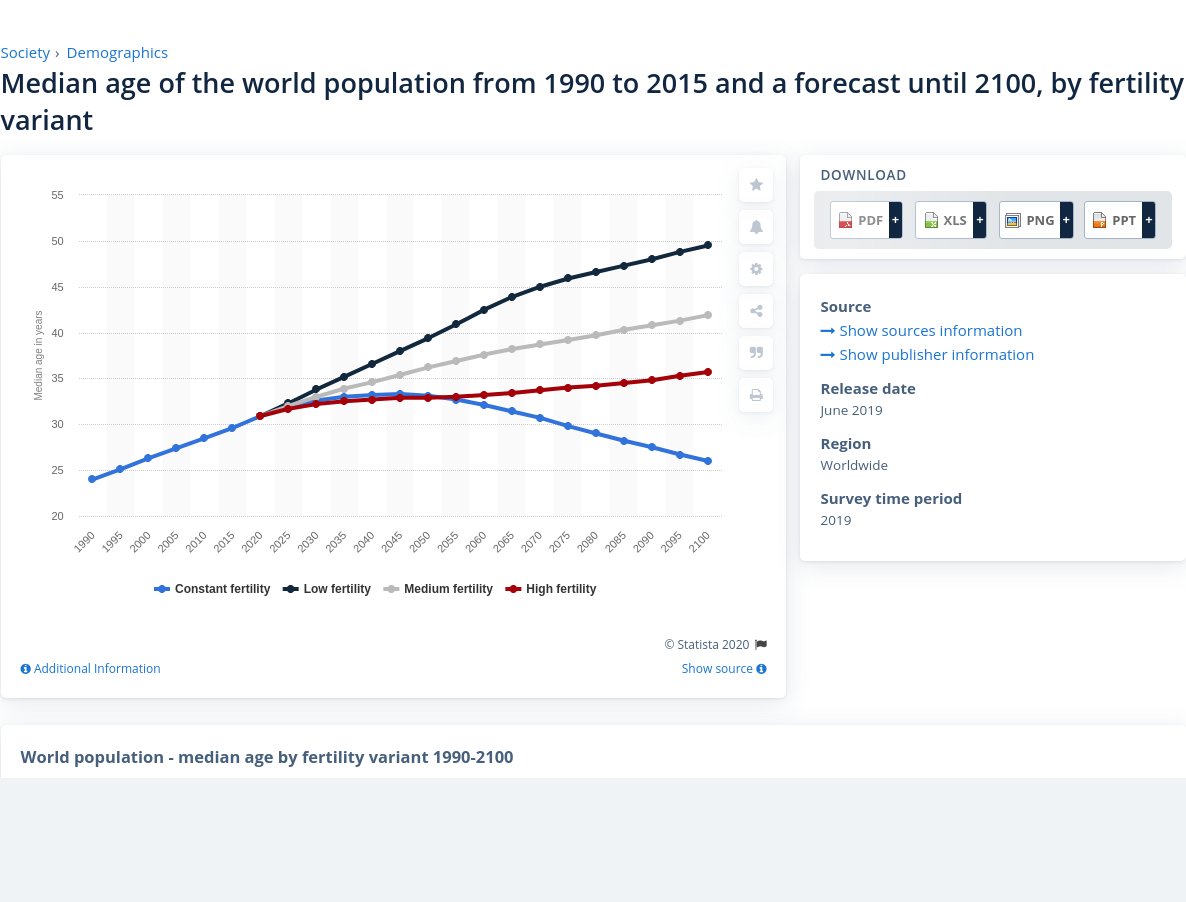 Society › Demographics
Median age of the world population from 1990 to 2015 and a forecast until 2100, by fertility
variant
55
50
45
40
35
30
25
20
Median age in years
1990 1995 2000 2005 2010 2015 2020 2025 2030 2035 2040 2045 2050 2055 2060 2065 2070 2075 2080 2085 2090 2095 2100
Constant fertility Low fertility Medium fertility High fertility
© Statista 2020
Additional Information
Show source
DOWNLOAD
PDF + XLS + PNG + PPT +
Source
Show sources information
Show publisher information
Release date
June 2019
Region
Worldwide
Survey time period
2019
World population - median age by fertility variant 1990-2100